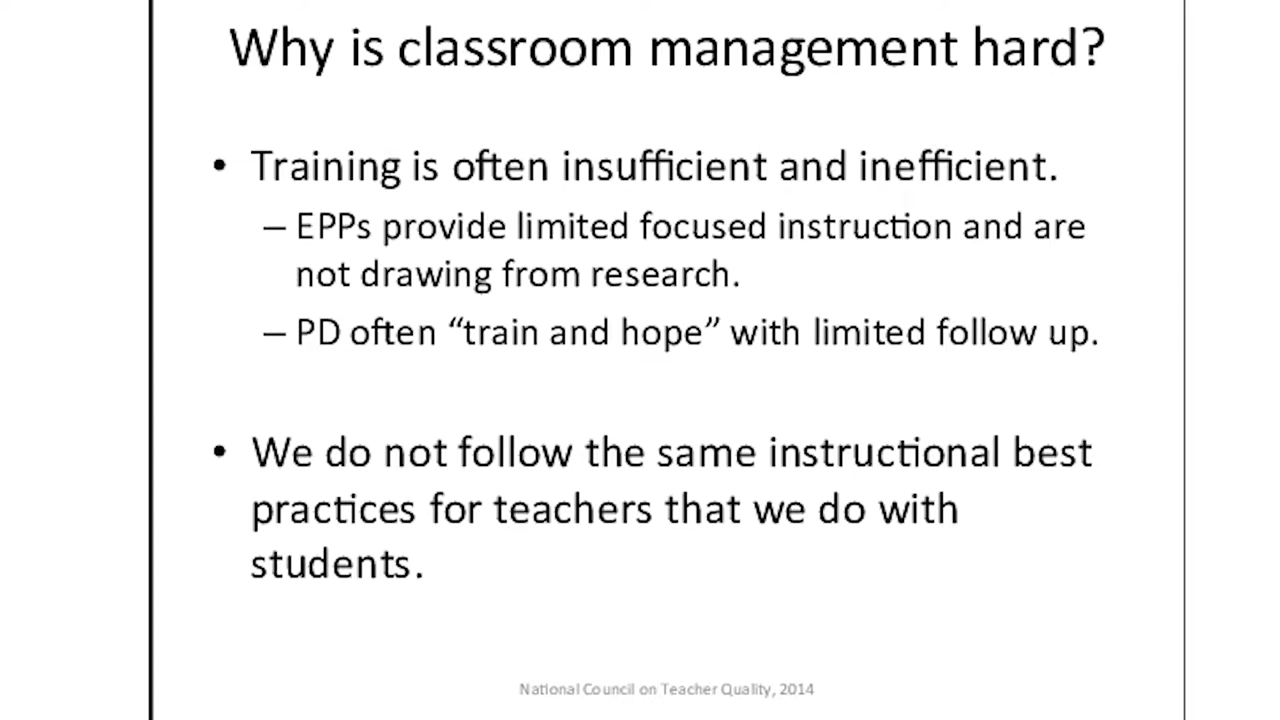 Why is classroom management hard?
• Training is often insufficient and inefficient.
– EPPs provide limited focused instruction and are
not drawing from research.
– PD often “train and hope” with limited follow up.
• We do not follow the same instructional best
practices for teachers that we do with
students.
National Council on Teacher Quality, 2014